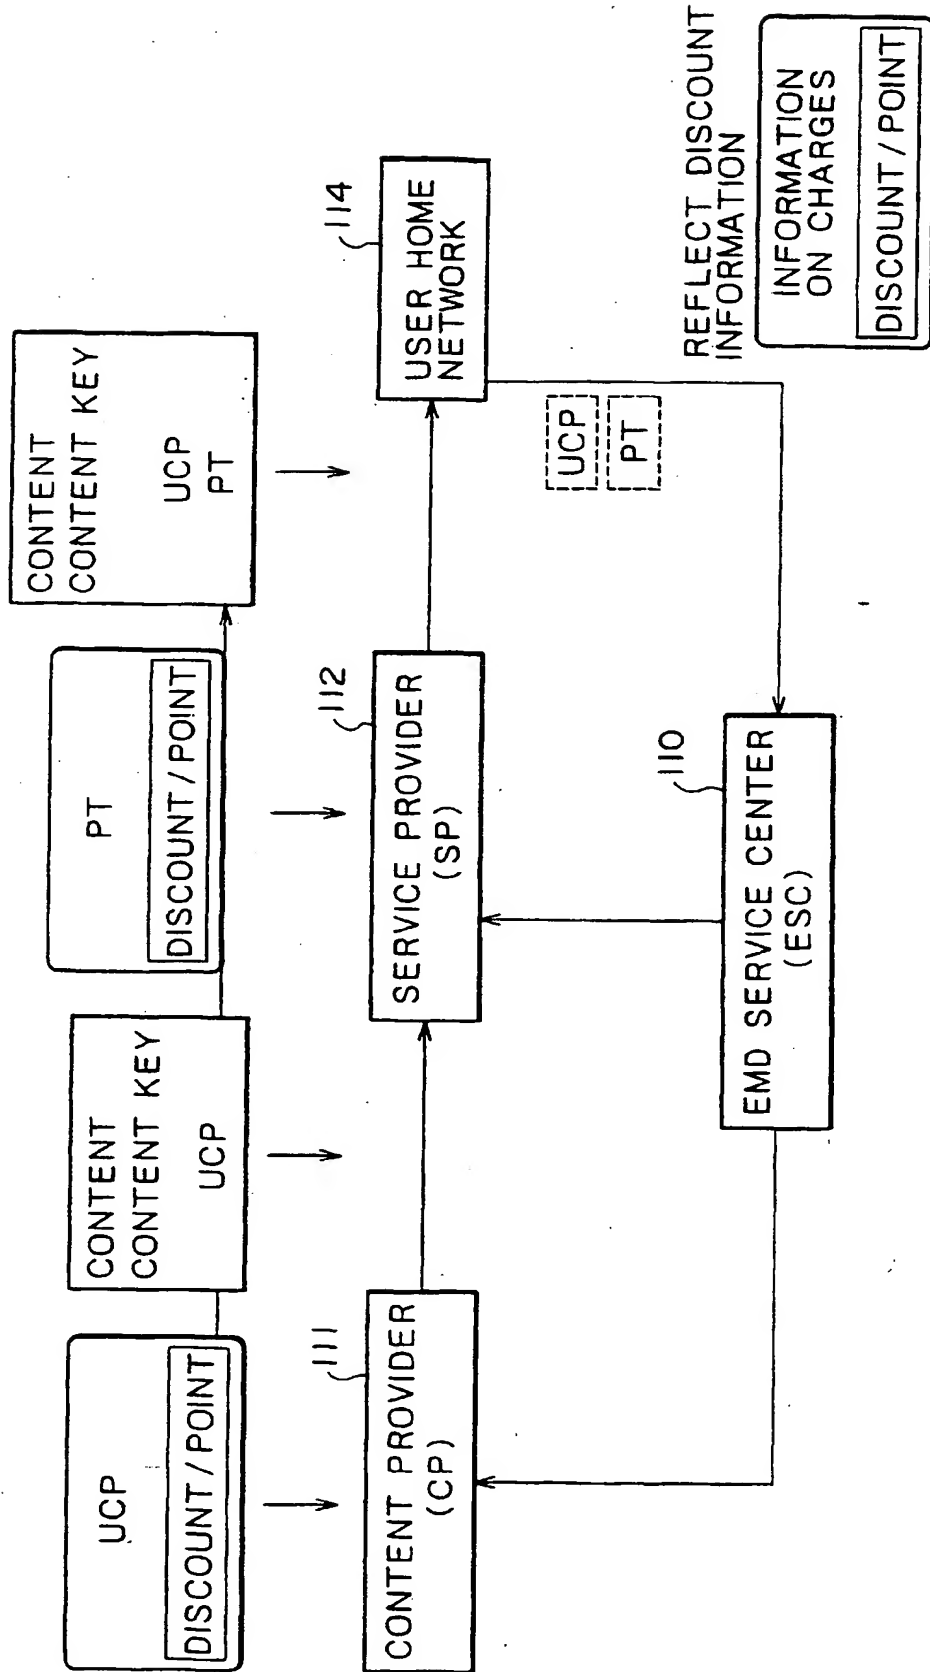 UCP
DISCOUNT / POINT
CONTENT
CONTENT KEY
UCP
PT
DISCOUNT / POINT
CONTENT
CONTENT KEY
UCP
PT
111
CONTENT PROVIDER
(CP)
112
SERVICE PROVIDER
(SP)
114
USER HOME
NETWORK
UCP
PT
110
EMD SERVICE CENTER
(ESC)
REFLECT DISCOUNT
INFORMATION
INFORMATION
ON CHARGES
DISCOUNT / POINT